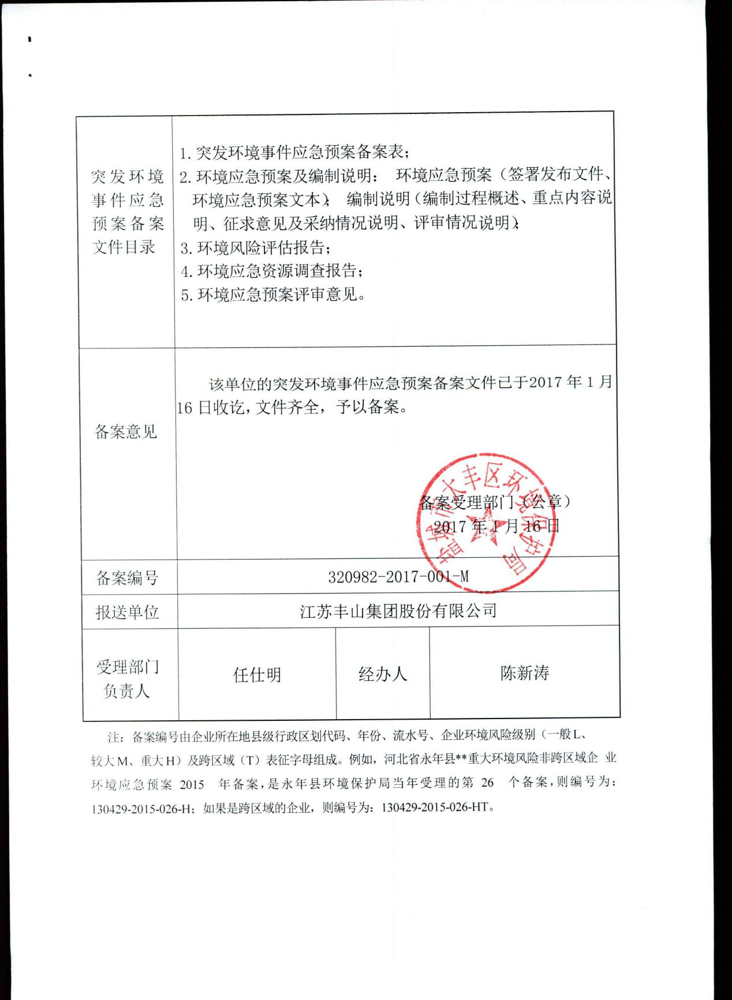 突发环境
事件应急
预案备案
文件目录
1. 突发环境事件应急预案备案表；
2. 环境应急预案及编制说明： 环境应急预案（签署发布文件、
环境应急预案文本）； 编制说明（编制过程概述、重点内容说
明、征求意见及采纳情况说明、评审情况说明）；
3. 环境风险评估报告；
4. 环境应急资源调查报告；
5. 环境应急预案评审意见。
备案意见
该单位的突发环境事件应急预案备案文件已于2017 年 1 月
16 日收讫，文件齐全，予以备案。
盐城市大丰区环境保护局
备案受理部门（公章）
2017 年 1 月 16 日
备案编号
320982-2017-001-M
报送单位
江苏丰山集团股份有限公司
受理部门
负责人
任仕明
经办人
陈新涛
注：备案编号由企业所在地县级行政区划代码、年份、流水号、企业环境风险级别（一般 L、
较大 M、重大 H）及跨区域（T）表征字母组成。例如，河北省永年县**重大环境风险非跨区域企 业
环境应急预案 2015 年备案，是永年县环境保护局当年受理的第 26 个备案，则编号为：
130429-2015-026-H；如果是跨区域的企业，则编号为：130429-2015-026-HT。